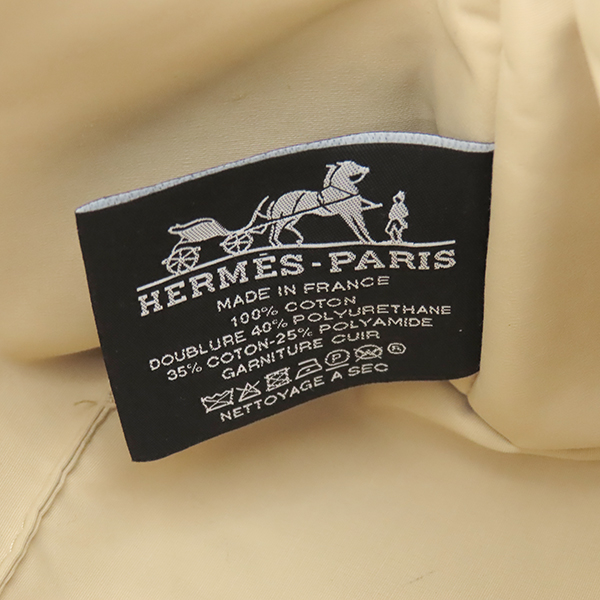 HERMÈS-PARIS
MADE IN FRANCE
100% COTON
DOUBLURE 40% POLYURETHANE
35% COTON-25% POLYAMIDE
GARNITURE CUIR
NETTOYAGE A SEC